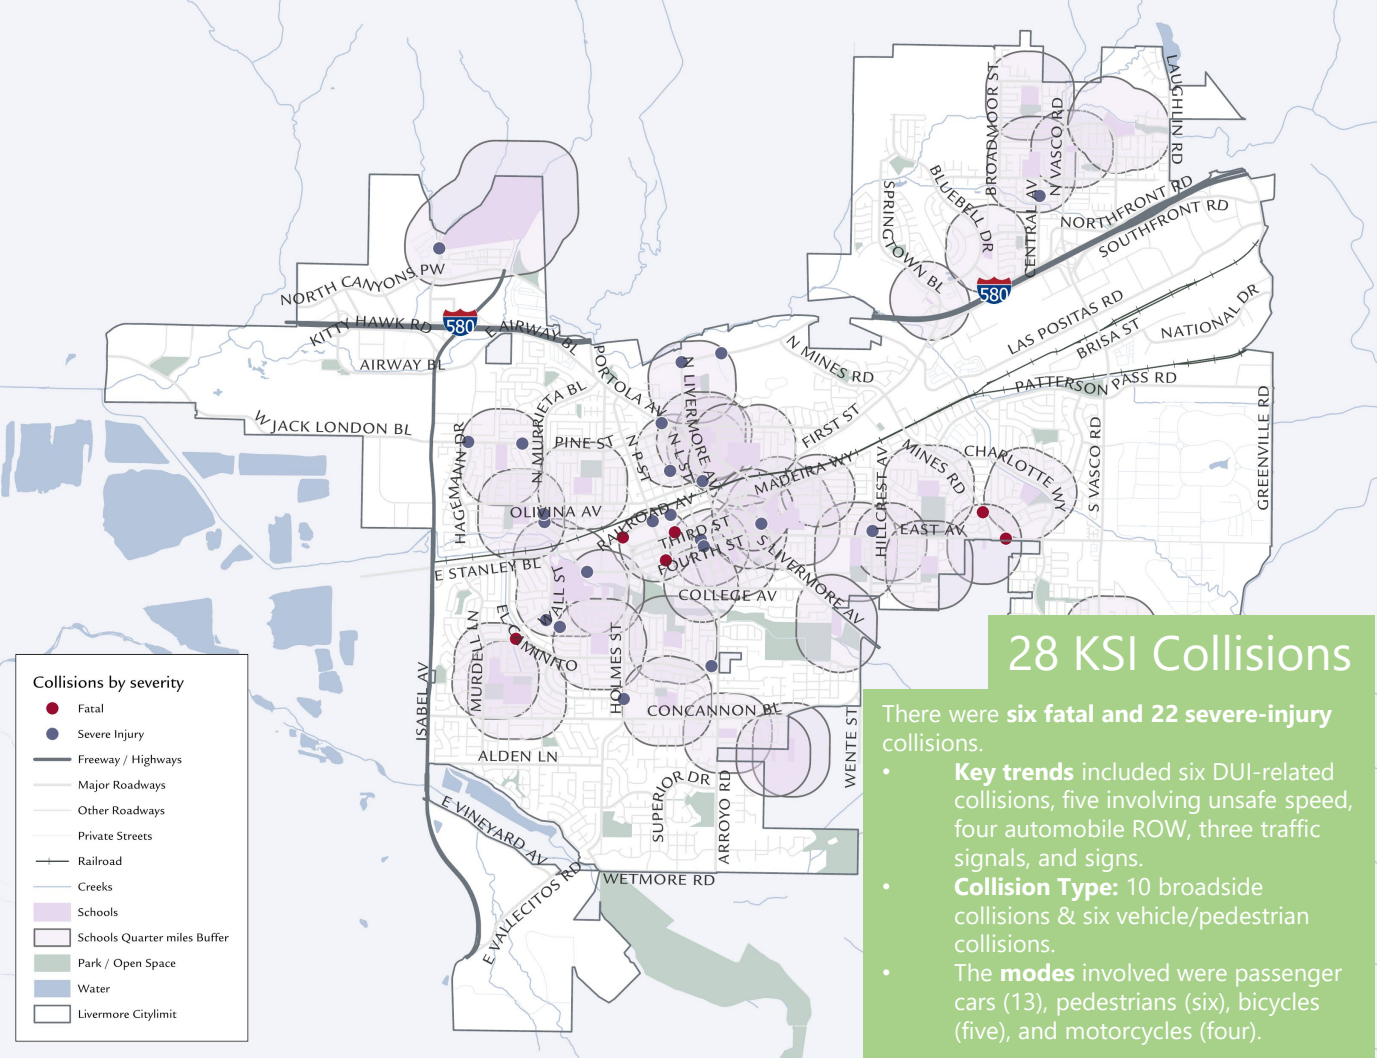 LAUGHLIN RD
BROADMOOR ST
N VASCO RD
BLUEBELL DR
SPRINGTOWN BL
CENTRAL AV
NORTHFRONT RD
SOUTHFRONT RD
580
NORTH CANYONS PW
KITTY HAWK RD
580
E AIRWAY BL
AIRWAY BL
PORTOLA AV
N MINES RD
LAS POSITAS RD
BRISA ST
NATIONAL DR
PATTERSON PASS RD
W JACK LONDON BL
HAGEMANN DR
N MURRIETA BL
PINE ST
N P ST
N L ST
N LIVERMORE AV
FIRST ST
MADEIRA WY
HILLCREST AV
MINES RD
CHARLOTTE WY
S VASCO RD
GREENVILLE RD
OLIVINA AV
RAILROAD AV
THIRD ST
FOURTH ST
S LIVERMORE AV
EAST AV
E STANLEY BL
WALL ST
COLLEGE AV
EL CAMINITO
MURDELL LN
HOLMES ST
ISABEL AV
CONCANNON BL
WENTE ST
ALDEN LN
SUPERIOR DR
ARROYO RD
E VINEYARD AV
E VALLECITOS RD
WETMORE RD
Collisions by severity
Fatal
Severe Injury
Freeway / Highways
Major Roadways
Other Roadways
Private Streets
Railroad
Creeks
Schools
Schools Quarter miles Buffer
Park / Open Space
Water
Livermore Citylimit
28 KSI Collisions
There were six fatal and 22 severe-injury
collisions.
• Key trends included six DUI-related
collisions, five involving unsafe speed,
four automobile ROW, three traffic
signals, and signs.
• Collision Type: 10 broadside
collisions & six vehicle/pedestrian
collisions.
• The modes involved were passenger
cars (13), pedestrians (six), bicycles
(five), and motorcycles (four).